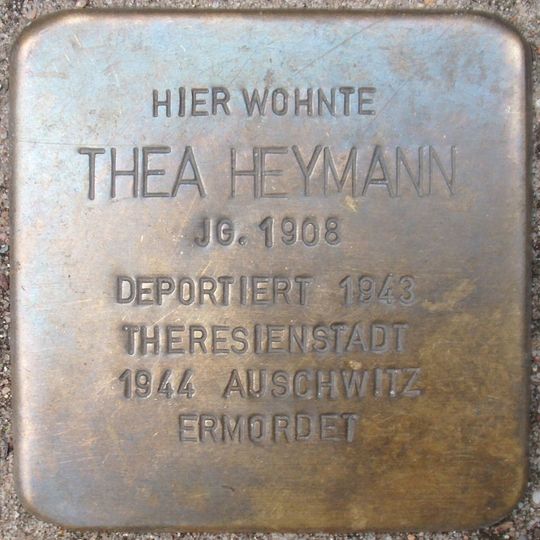 HIER WOHNTE
THEA HEYMANN
JG. 1908
DEPORTIERT 1943
THERESIENSTADT
1944 AUSCHWITZ
ERMORDET